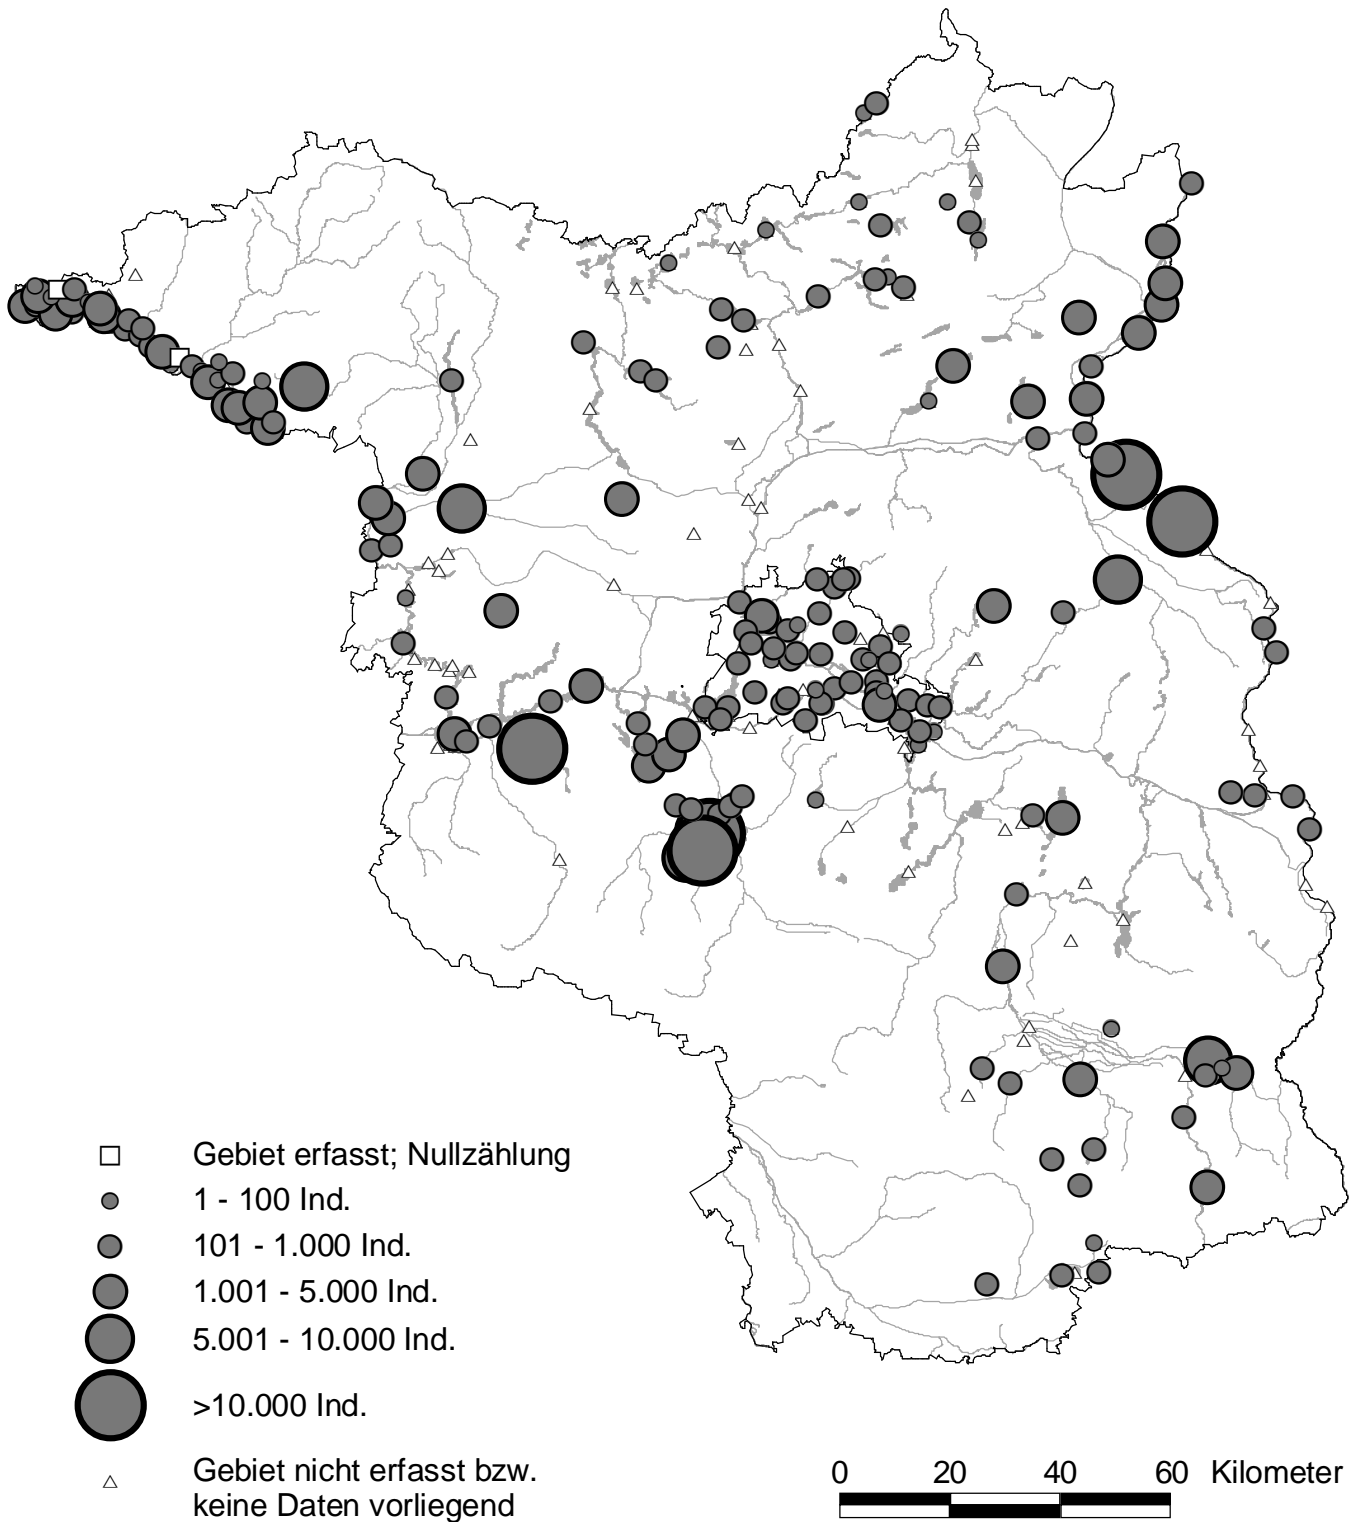 Gebiet erfasst; Nullzählung
1 - 100 Ind.
101 - 1.000 Ind.
1.001 - 5.000 Ind.
5.001 - 10.000 Ind.
>10.000 Ind.
Gebiet nicht erfasst bzw.
keine Daten vorliegend
0 20 40 60 Kilometer